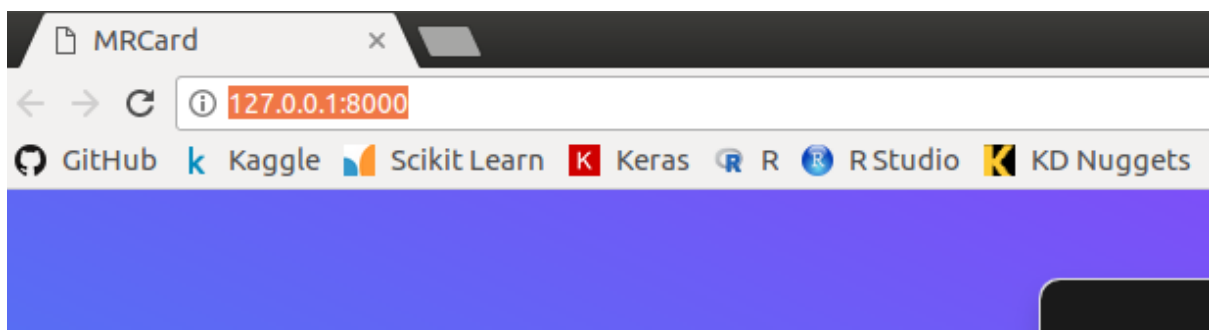 MRCard
127.0.0.1:8000
GitHub k Kaggle Scikit Learn K Keras R R R R Studio K KD Nuggets